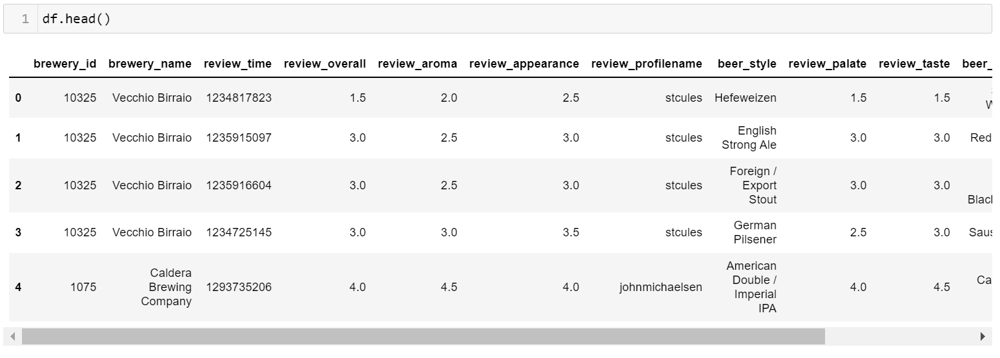 1 df.head()
brewery_id brewery_name review_time review_overall review_aroma review_appearance review_profilename beer_style review_palate review_taste beer_
0 10325 Vecchio Birraio 1234817823 1.5 2.0 2.5 stcules Hefeweizen 1.5 1.5
1 10325 Vecchio Birraio 1235915097 3.0 2.5 3.0 stcules English Strong Ale 3.0 3.0 Red
2 10325 Vecchio Birraio 1235916604 3.0 2.5 3.0 stcules Foreign / Export Stout 3.0 3.0
3 10325 Vecchio Birraio 1234725145 3.0 3.0 3.5 stcules German Pilsener 2.5 3.0 Saus
4 1075 Caldera Brewing Company 1293735206 4.0 4.5 4.0 johnmichaelsen American Double / Imperial IPA 4.0 4.5 Ca